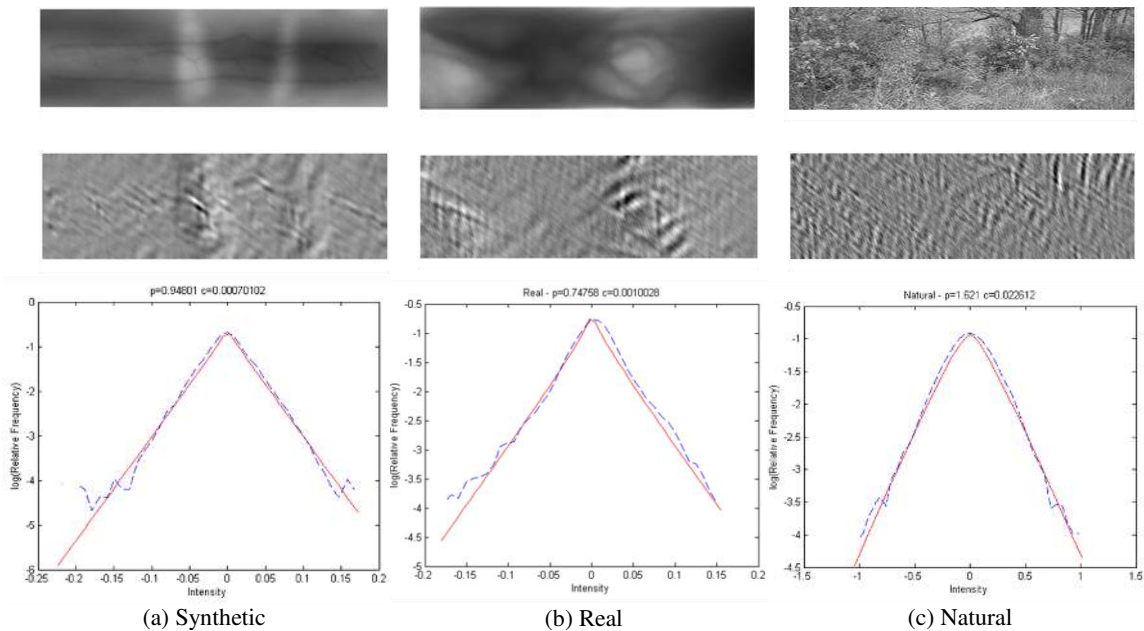 p=0.94801 c=0.00070102
0
-1
-2
-3
-4
-5
-6
log(Relative Frequency)
-0.25 -0.2 -0.15 -0.1 -0.05 0 0.05 0.1 0.15 0.2
Intensity
(a) Synthetic
Real - p=0.74758 c=0.0010028
-0.5
-1
-1.5
-2
-2.5
-3
-3.5
-4
-4.5
-5
log(Relative Frequency)
-0.2 -0.15 -0.1 -0.05 0 0.05 0.1 0.15 0.2
Intensity
(b) Real
Natural - p=1.621 c=0.022612
-0.5
-1
-1.5
-2
-2.5
-3
-3.5
-4
-4.5
log(Relative Frequency)
-1.5 -1 -0.5 0 0.5 1 1.5
Intensity
(c) Natural